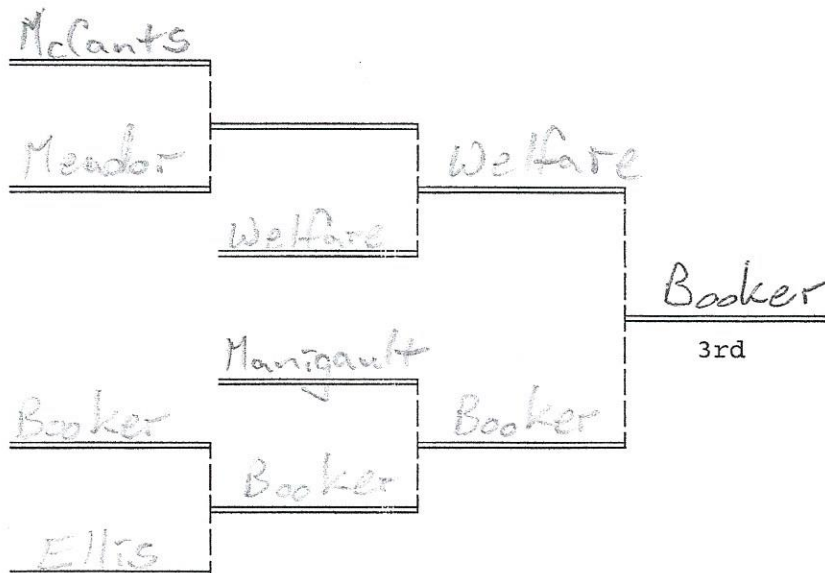 McCants
Meador
Welfare
Welfare
Booker
3rd
Manigault
Booker
Booker
Booker
Ellis